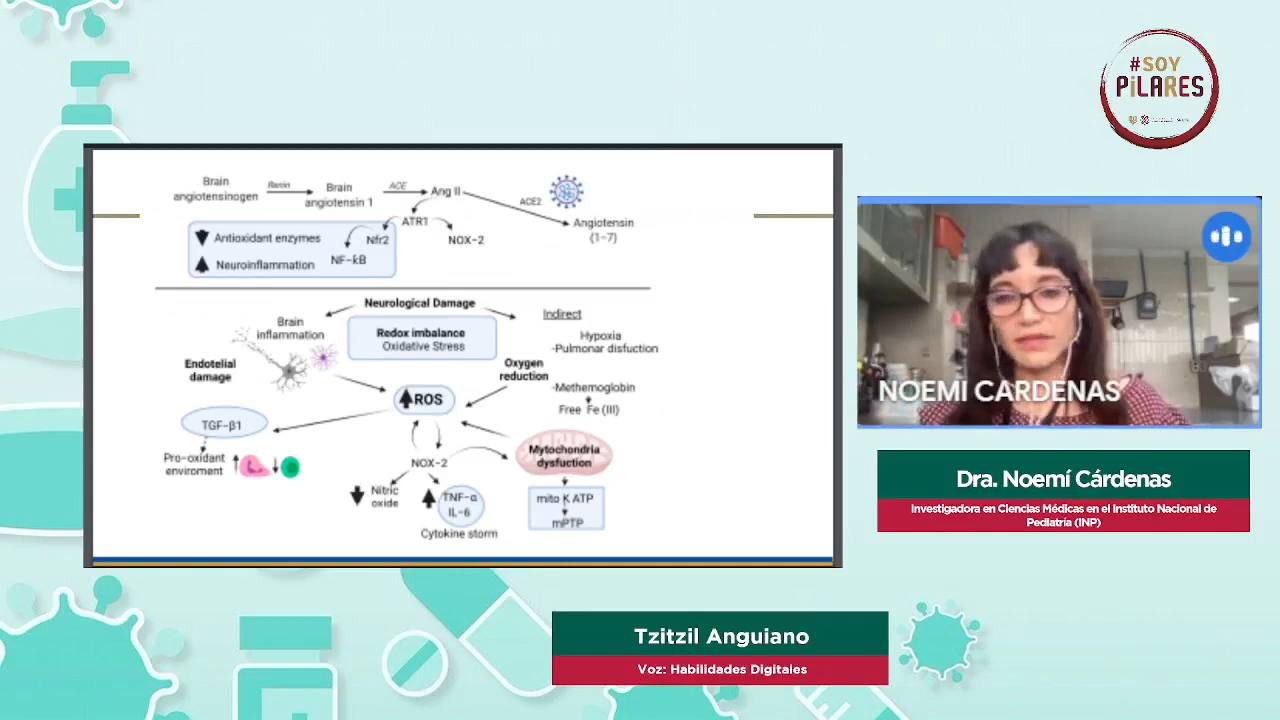 #SOY
PiLARES
Brain
angiotensinogen
Renin
Brain
angiotensin 1
ACE
Ang II
ACE2
Angiotensin
(1-7)
ATR1
Nfr2
NOX-2
NF-kB
Antioxidant enzymes
Neuroinflammation
Neurological Damage
Brain
inflammation
Redox imbalance
Oxidative Stress
Indirect
Hypoxia
-Pulmonar disfuction
Endotelial
damage
Oxygen
reduction
-Methemoglobin
Free Fe (III)
ROS
TGF-β1
Pro-oxidant
enviroment
NOX-2
Mytochondria
dysfuction
Nitric
oxide
TNF-α
IL-6
Cytokine storm
mito K ATP
mPTP
NOEMI CARDENAS
Dra. Noemí Cárdenas
Investigadora en Ciencias Médicas en el Instituto Nacional de
Pediatría (INP)
Tzitzil Anguiano
Voz: Habilidades Digitales